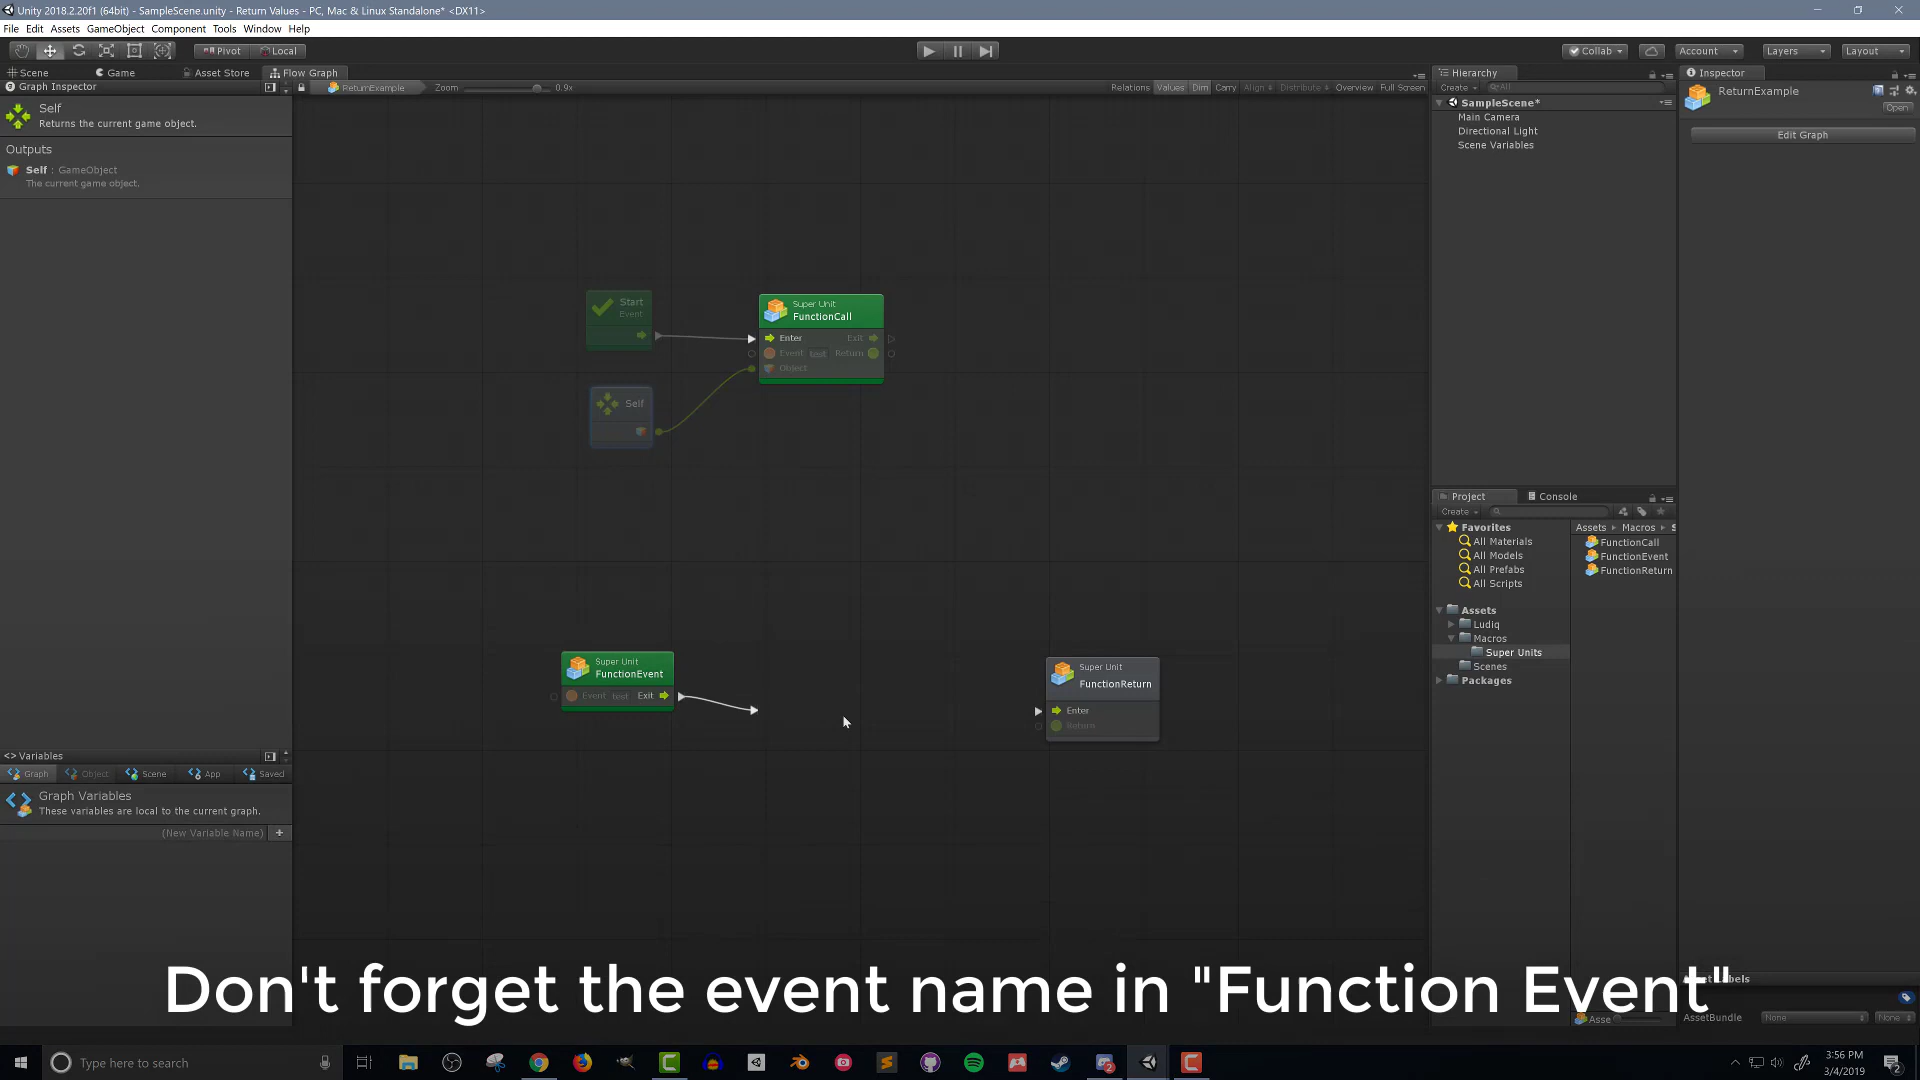 Unity 2018.2.20f1 (64bit) - SampleScene.unity - Return Values - PC, Mac & Linux Standalone* <DX11>
File Edit Assets GameObject Component Tools Window Help
Pivot Local Collab Account Layers Layout
Scene Game Asset Store Flow Graph Hierarchy Inspector
Graph Inspector ReturnExample Zoom 0.9x Relations Values Dim Carry Align Distribute Overview Full Screen Create All
Self
Returns the current game object.
Outputs
Self : GameObject
The current game object.
Start
Event
Super Unit
FunctionCall
Enter Exit
Event test Return
Object
Self
Super Unit
FunctionEvent
Event test Exit
Super Unit
FunctionReturn
Enter
Return
<> Variables
Graph Object Scene App Saved
Graph Variables
These variables are local to the current graph.
(New Variable Name) +
SampleScene*
Main Camera
Directional Light
Scene Variables
ReturnExample
Open
Edit Graph
Project Console
Create
Favorites
All Materials
All Models
All Prefabs
All Scripts
Assets
Ludiq
Macros
Super Units
Scenes
Packages
Assets Macros S
FunctionCall
FunctionEvent
FunctionReturn
Labels
Asse
AssetBundle None None
Don't forget the event name in "Function Event"
Type here to search
2
3:56 PM
3/4/2019
2